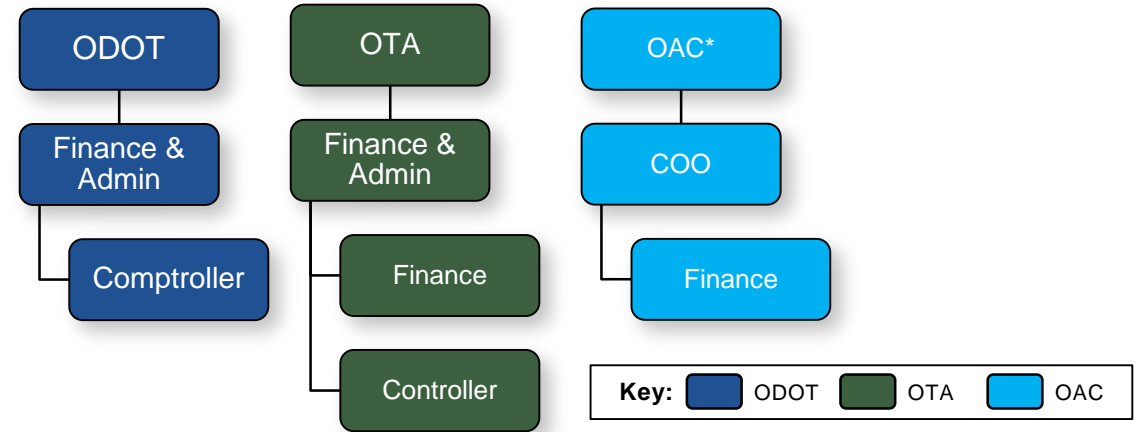 ODOT
OTA
OAC*
Finance &
Admin
Finance &
Admin
COO
Comptroller
Finance
Finance
Controller
Key: ODOT OTA OAC